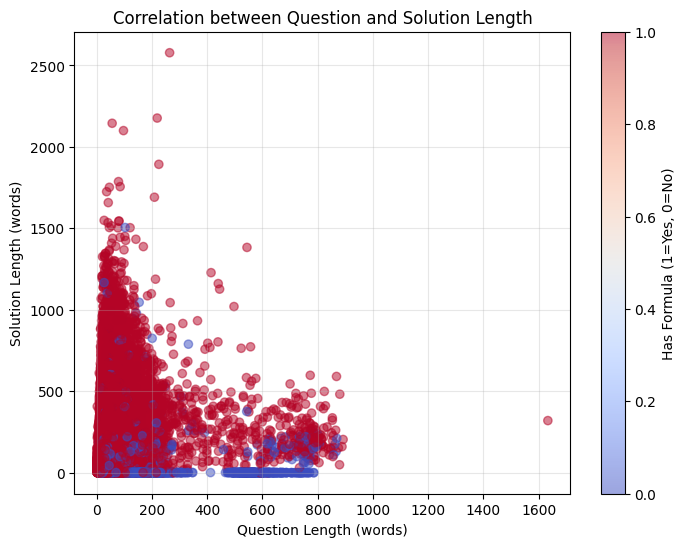 Correlation between Question and Solution Length
2500
2000
1500
1000
500
0
Solution Length (words)
0 200 400 600 800 1000 1200 1400 1600
Question Length (words)
1.0
0.8
0.6
0.4
0.2
0.0
Has Formula (1=Yes, 0=No)